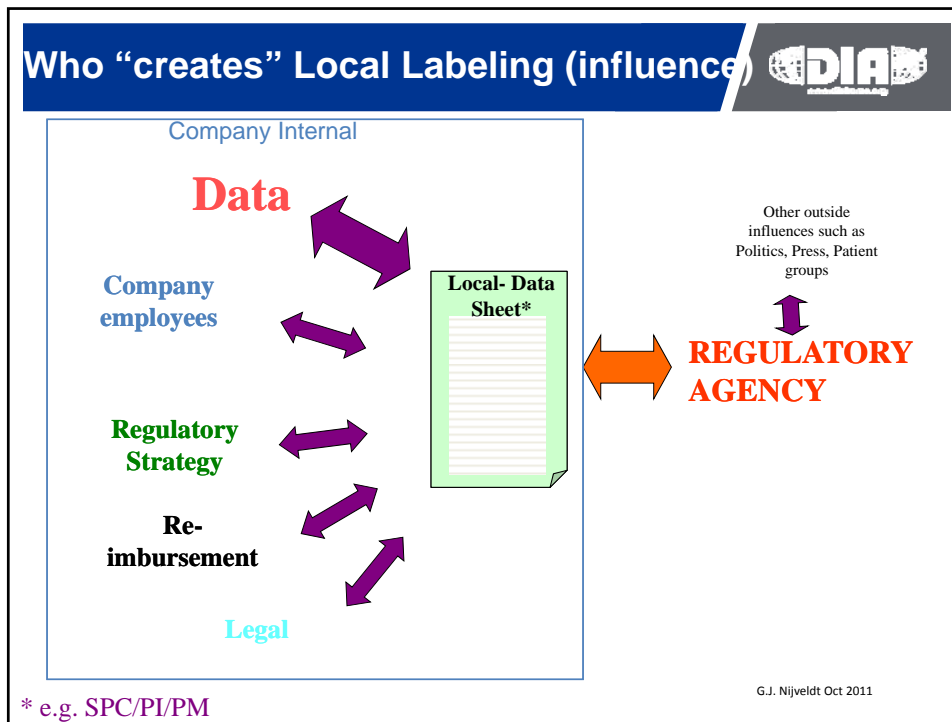 Who “creates” Local Labeling (influence)
DIA
Company Internal
Data
Company
employees
Regulatory
Strategy
Re-
imbursement
Legal
Local- Data
Sheet*
Other outside
influences such as
Politics, Press, Patient
groups
REGULATORY
AGENCY
* e.g. SPC/PI/PM
G.J. Nijveldt Oct 2011